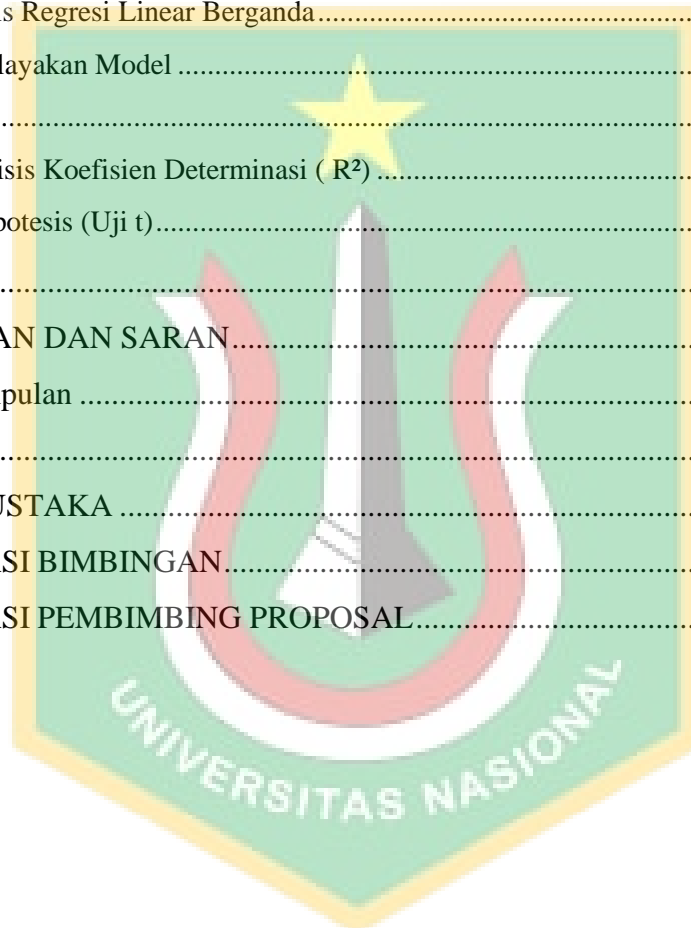 is Regresi Linear Berganda
layakan Model
isis Koefisien Determinasi ( R²)
potesis (Uji t)
AN DAN SARAN
pulan
USTAKA
SI BIMBINGAN
SI PEMBIMBING PROPOSAL
UNIVERSITAS NASIONAL